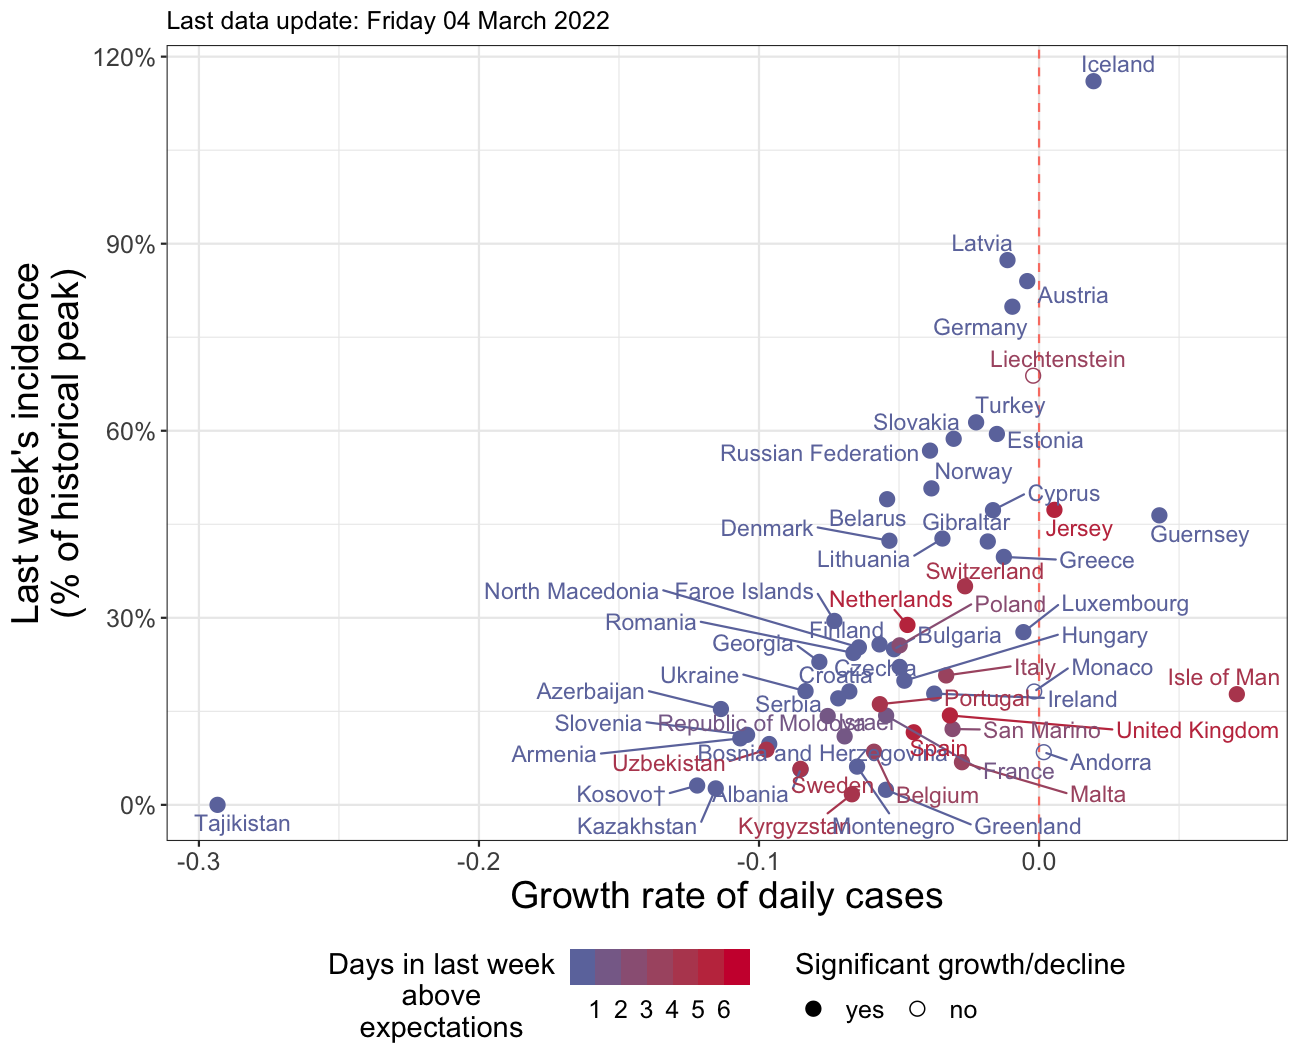 Last data update: Friday 04 March 2022
120%
90%
60%
30%
0%
Last week's incidence
(% of historical peak)
Iceland
Latvia
Austria
Germany
Liechtenstein
Turkey
Slovakia
Estonia
Russian Federation
Norway
Cyprus
Belarus
Gibraltar
Denmark
Jersey
Guernsey
Lithuania
Greece
Switzerland
North Macedonia
Faroe Islands
Netherlands
Poland
Luxembourg
Romania
Finland
Bulgaria
Hungary
Georgia
Czechia
Italy
Monaco
Ukraine
Croatia
Isle of Man
Azerbaijan
Serbia
Portugal
Ireland
Slovenia
Republic of Moldova
Israel
San Marino
United Kingdom
Armenia
Bosnia and Herzegovina
Spain
Uzbekistan
Andorra
France
Kosovo†
Albania
Sweden
Belgium
Malta
Tajikistan
Kazakhstan
Kyrgyzstan
Montenegro
Greenland
-0.3
-0.2
-0.1
0.0
Growth rate of daily cases
Days in last week
above
expectations
1 2 3 4 5 6
Significant growth/decline
yes
no